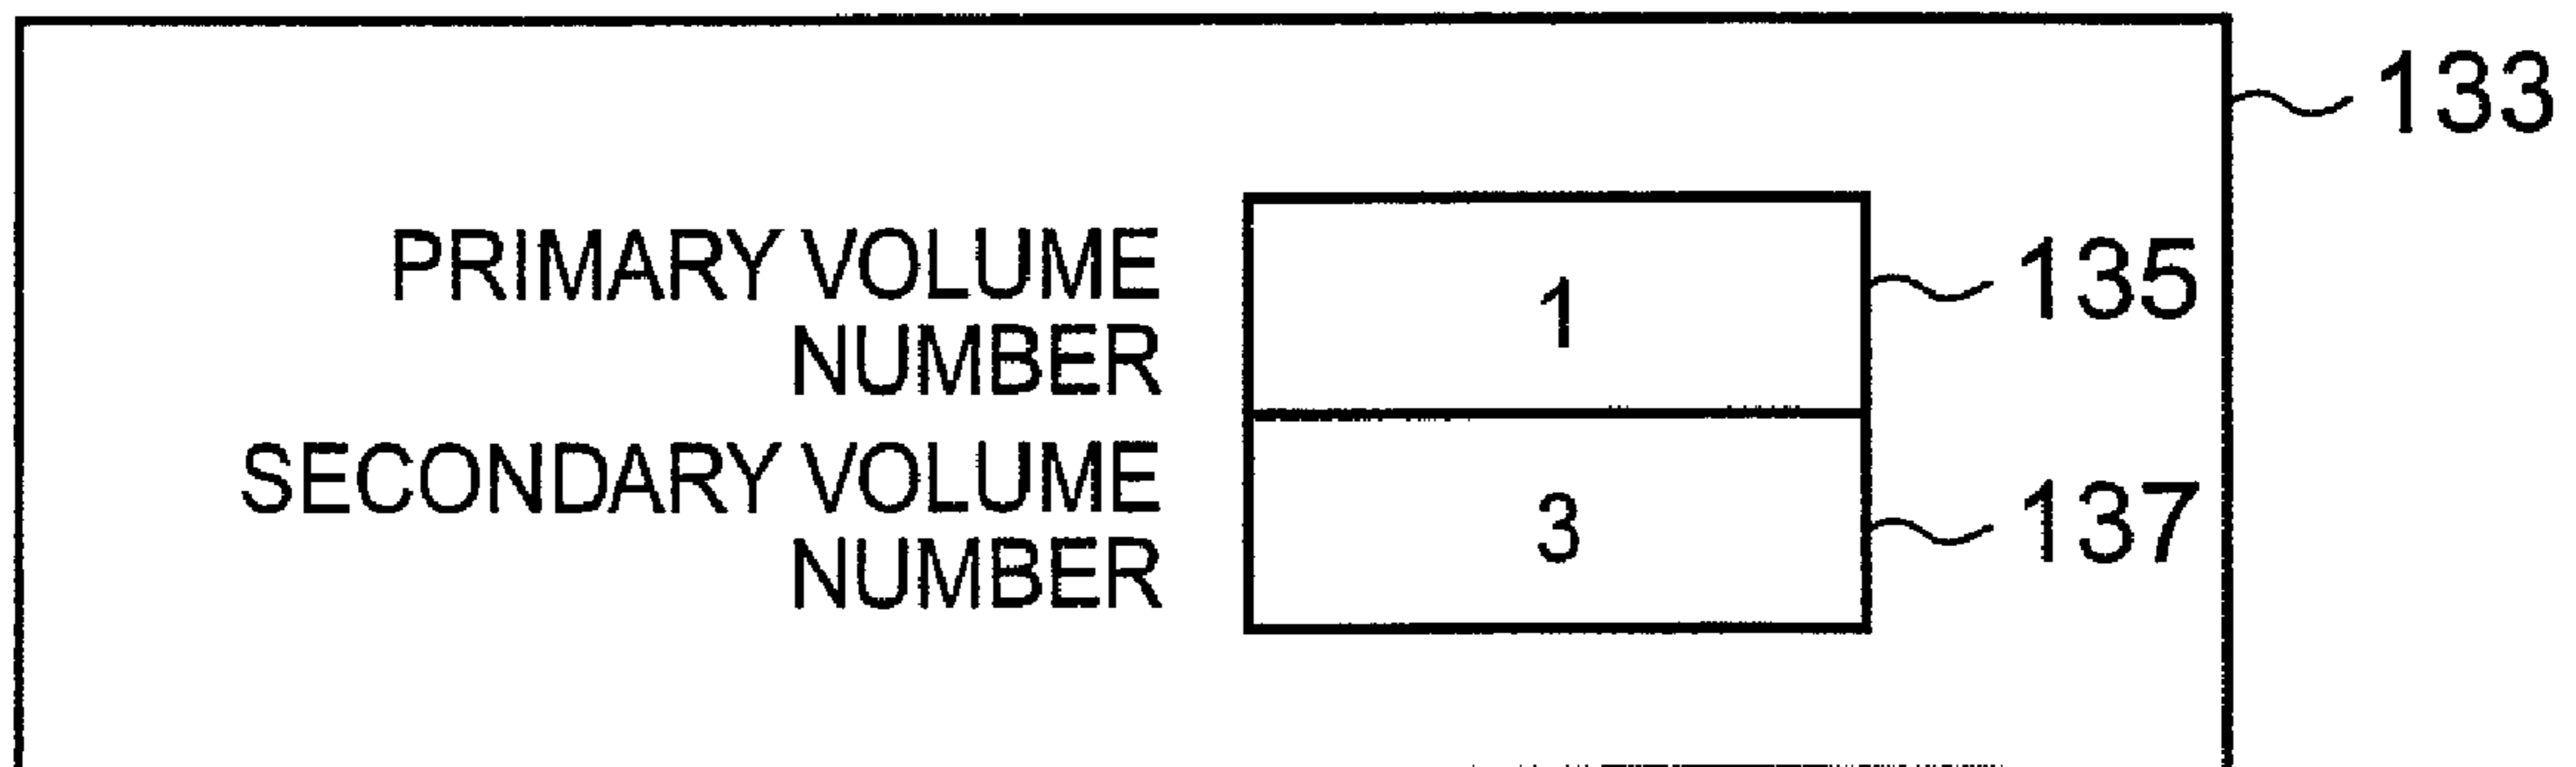 133
PRIMARY VOLUME
NUMBER
1
135
SECONDARY VOLUME
NUMBER
3
137